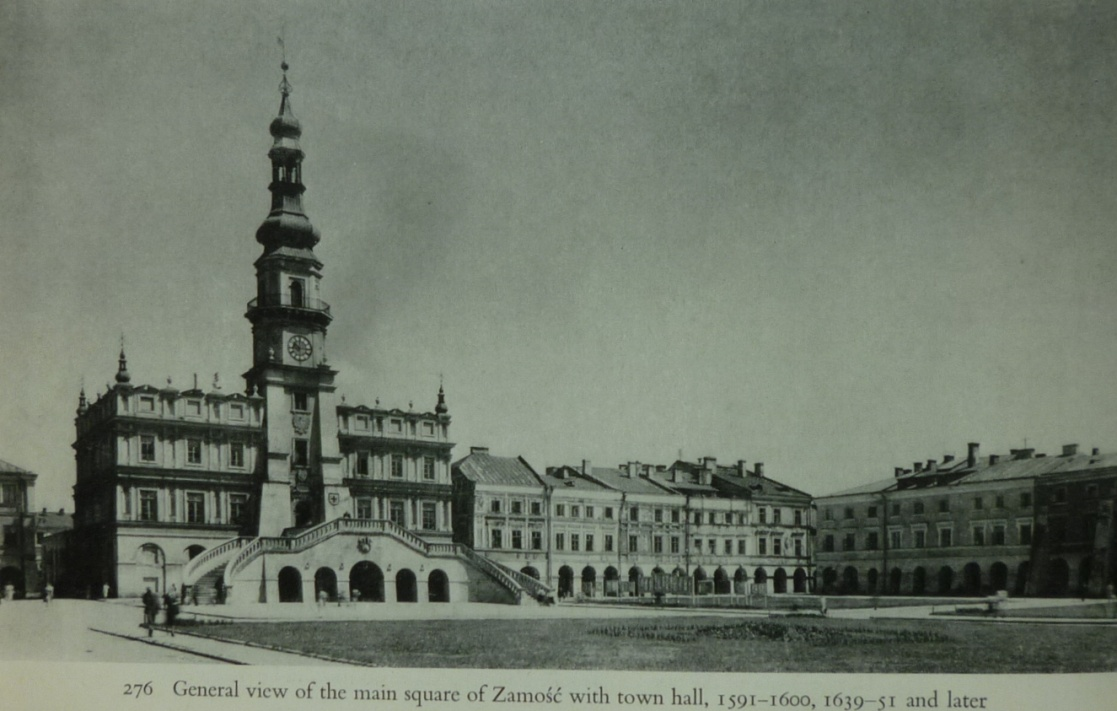 276 General view of the main square of Zamość with town hall, 1591–1600, 1639–51 and later